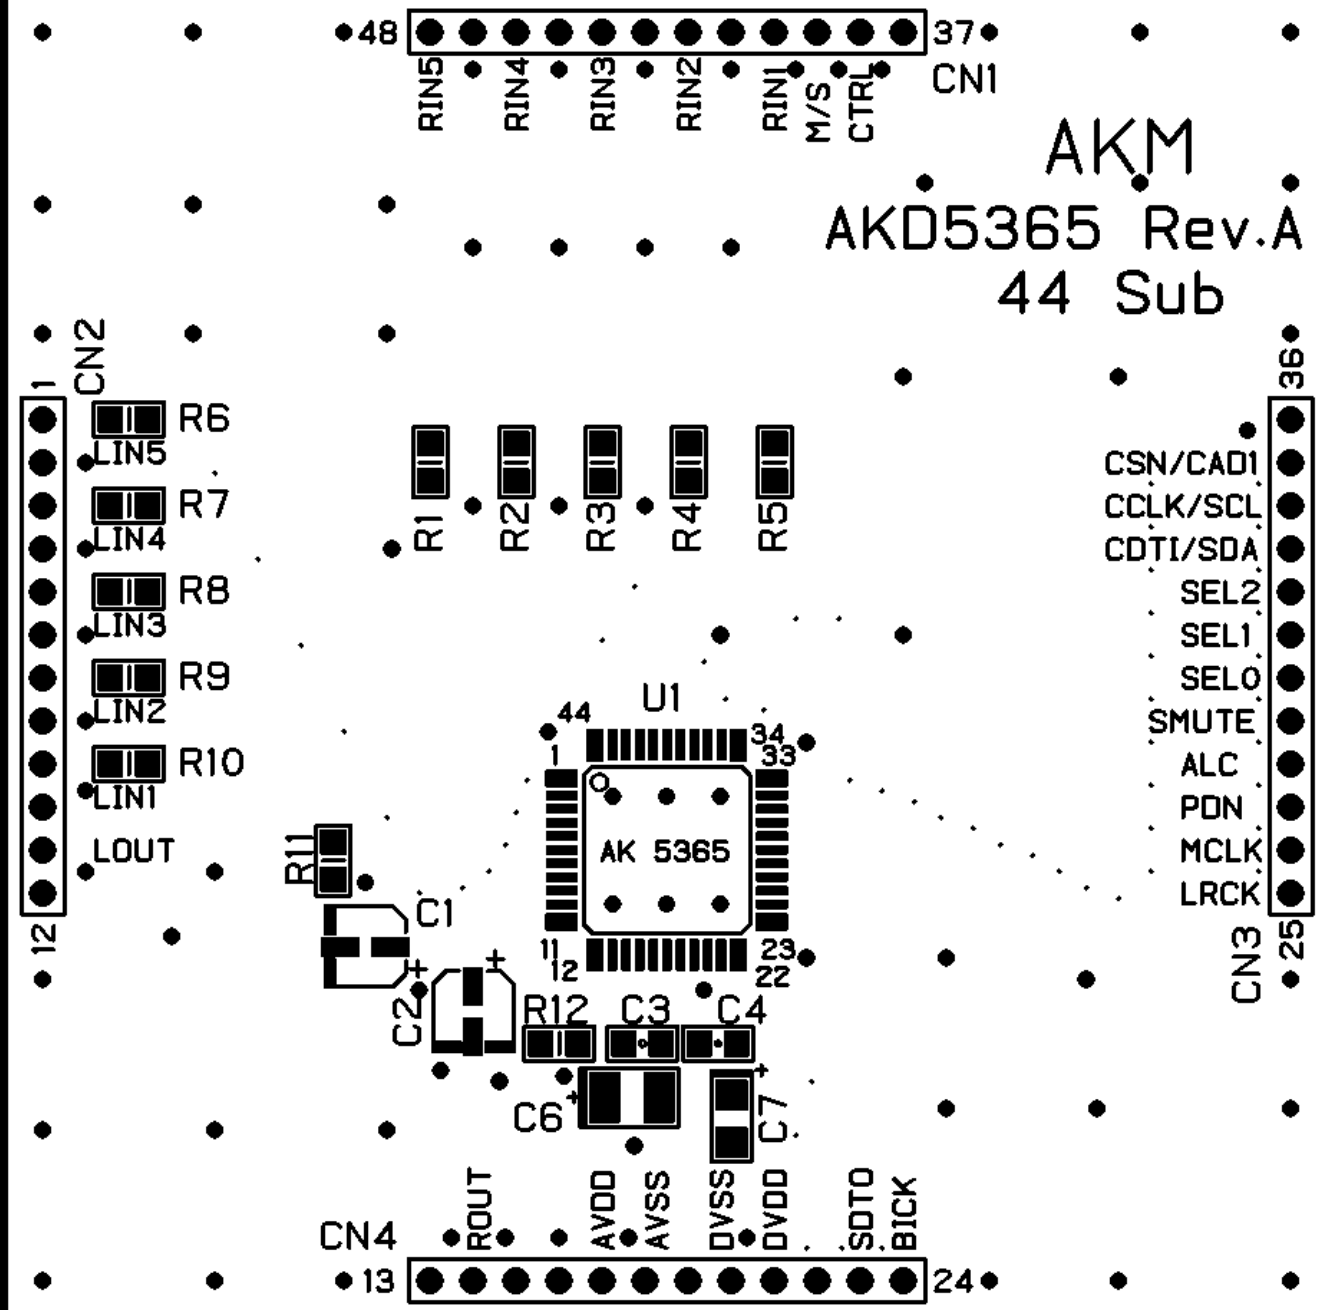 48
37
RIN5
RIN4
RIN3
RIN2
RIN1
M/S
CTRL
CN1
AKM
AKD5365 Rev.A
44 Sub
1
CN2
36
R6
LIN5
R7
LIN4
R8
LIN3
R9
LIN2
R10
LIN1
LOUT
12
R1
R2
R3
R4
R5
CSN/CAD1
CCLK/SCL
CDTI/SDA
SEL2
SEL1
SEL0
SMUTE
ALC
PDN
MCLK
LRCK
CN3
25
U1
44
34
1
33
AK 5365
11
23
12
22
R11
C1
+
C2
+
R12
C3
C4
C6
+
C7
+
ROUT
AVDD
AVSS
DVSS
DVDD
SDTO
BICK
CN4
13
24